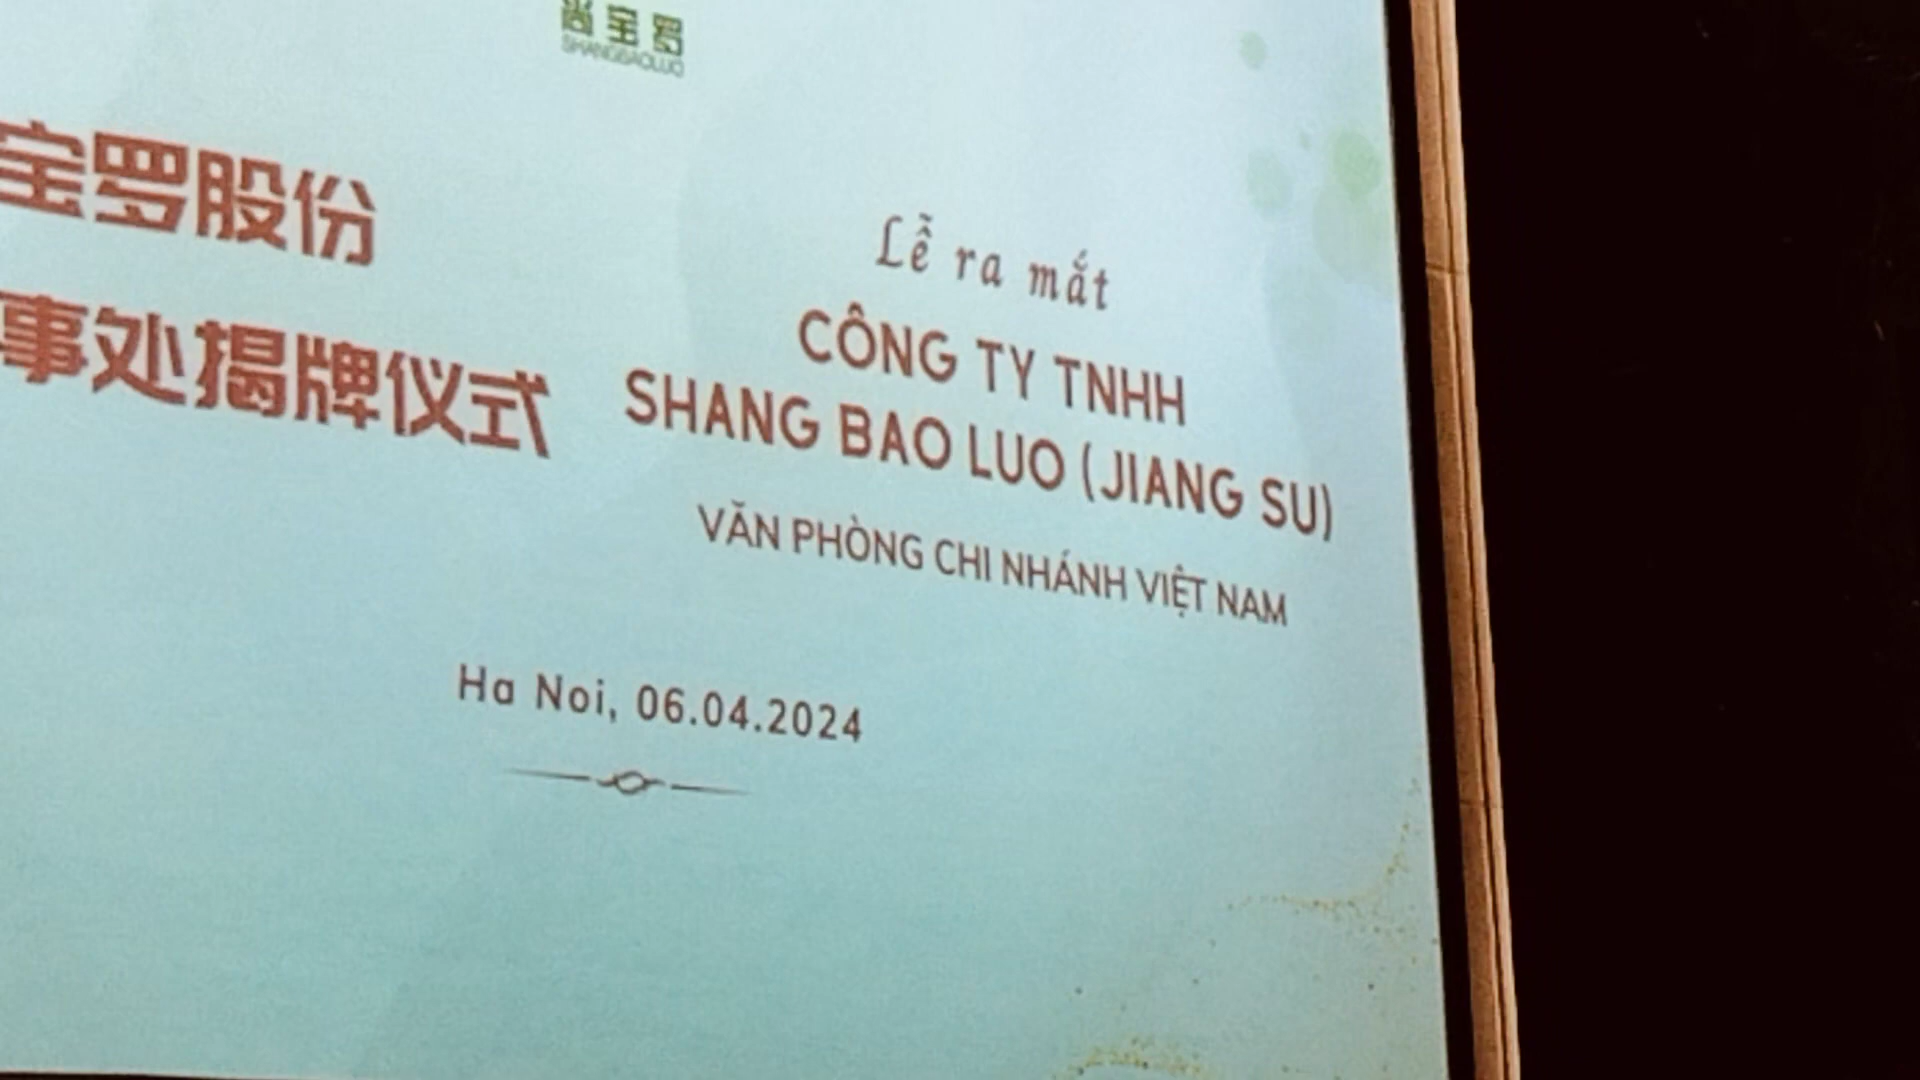 尚宝罗
SHANGBAOLUO
宝罗股份
事处揭牌仪式
Lễ ra mắt
CÔNG TY TNHH
SHANG BAO LUO (JIANG SU)
VĂN PHÒNG CHI NHÁNH VIỆT NAM
Ha Noi, 06.04.2024